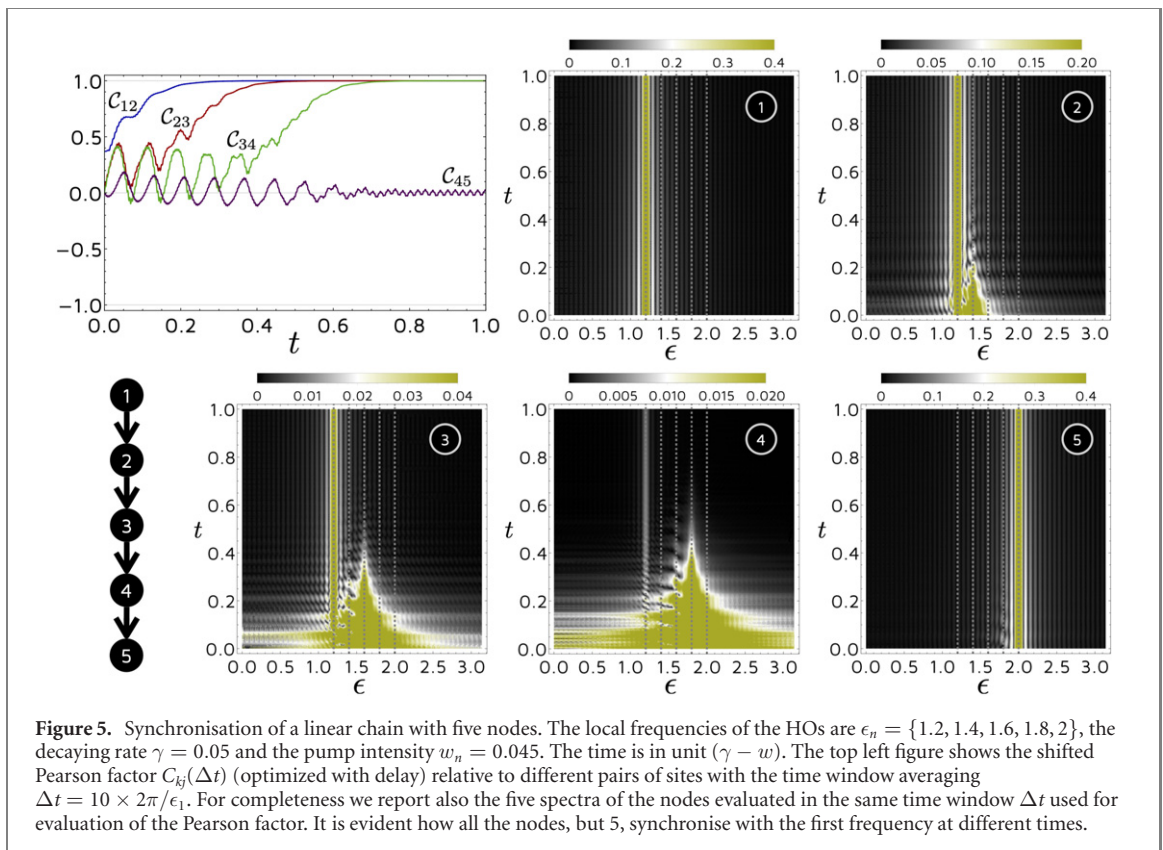 0 0.1 0.2 0.3 0.4
0 0.05 0.10 0.15 0.20
1.0
0.5
0.0
−0.5
−1.0
C12
C23
C34
C45
0.0 0.2 0.4 0.6 0.8 1.0
t
1.0
0.8
0.6
t
0.4
0.2
0.0
1
0.0 0.5 1.0 1.5 2.0 2.5 3.0
ϵ
1.0
0.8
0.6
t
0.4
0.2
0.0
2
0.0 0.5 1.0 1.5 2.0 2.5 3.0
ϵ
1
2
3
4
5
0 0.01 0.02 0.03 0.04
1.0
0.8
0.6
t
0.4
0.2
0.0
3
0.0 0.5 1.0 1.5 2.0 2.5 3.0
ϵ
0 0.005 0.010 0.015 0.020
1.0
0.8
0.6
t
0.4
0.2
0.0
4
0.0 0.5 1.0 1.5 2.0 2.5 3.0
ϵ
0 0.1 0.2 0.3 0.4
1.0
0.8
0.6
t
0.4
0.2
0.0
5
0.0 0.5 1.0 1.5 2.0 2.5 3.0
ϵ
Figure 5. Synchronisation of a linear chain with five nodes. The local frequencies of the HOs are ϵn = {1.2, 1.4, 1.6, 1.8, 2}, the
decaying rate γ = 0.05 and the pump intensity wn = 0.045. The time is in unit (γ − w). The top left figure shows the shifted
Pearson factor Ckj(Δt) (optimized with delay) relative to different pairs of sites with the time window averaging
Δt = 10 × 2π/ϵ1. For completeness we report also the five spectra of the nodes evaluated in the same time window Δt used for
evaluation of the Pearson factor. It is evident how all the nodes, but 5, synchronise with the first frequency at different times.